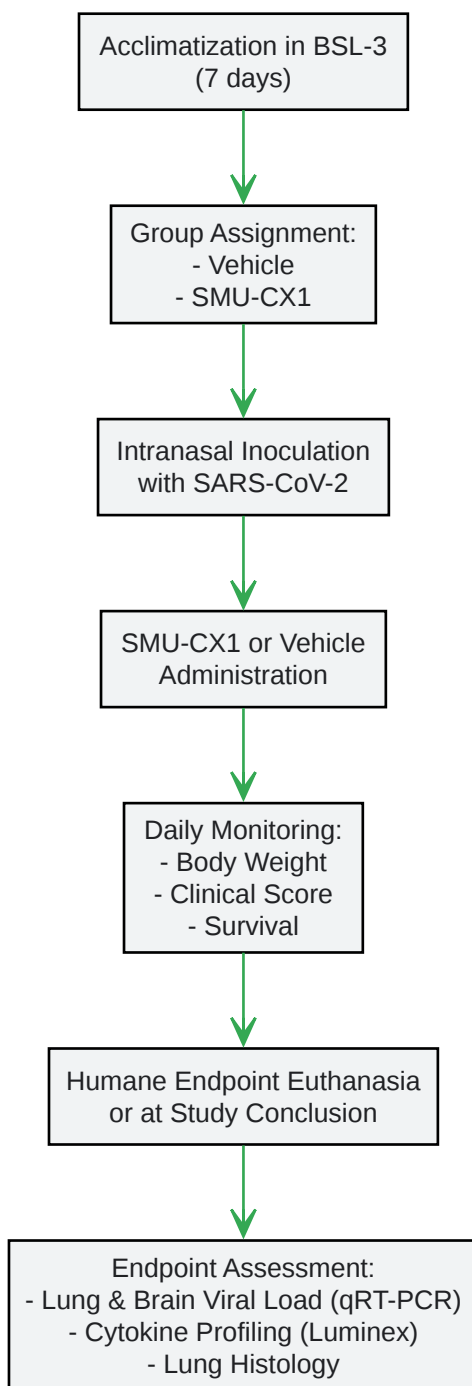 Acclimatization in BSL-3
(7 days)
Group Assignment:
- Vehicle
- SMU-CX1
Intranasal Inoculation
with SARS-CoV-2
SMU-CX1 or Vehicle
Administration
Daily Monitoring:
- Body Weight
- Clinical Score
- Survival
Humane Endpoint Euthanasia
or at Study Conclusion
Endpoint Assessment:
- Lung & Brain Viral Load (qRT-PCR)
- Cytokine Profiling (Luminex)
- Lung Histology